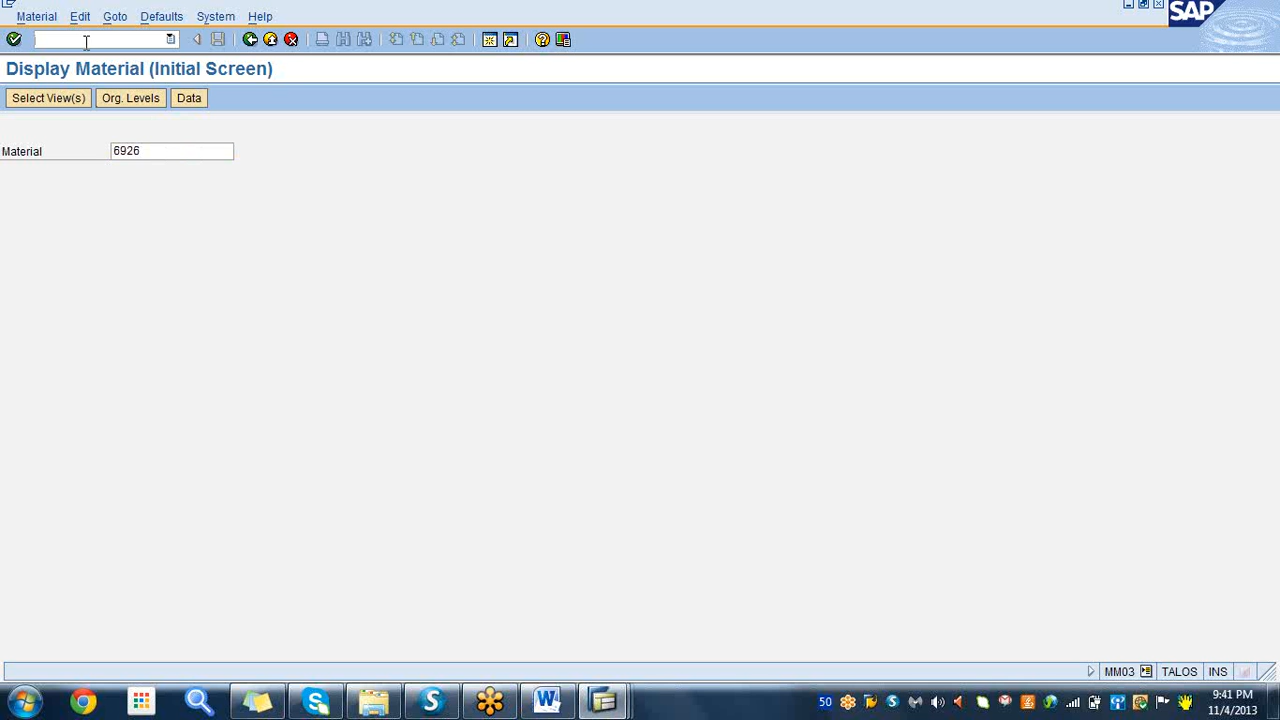 Material Edit Goto Defaults System Help
SAP
Display Material (Initial Screen)
Select View(s) Org. Levels Data
Material 6926
MM03 TALOS INS
50
9:41 PM
11/4/2013